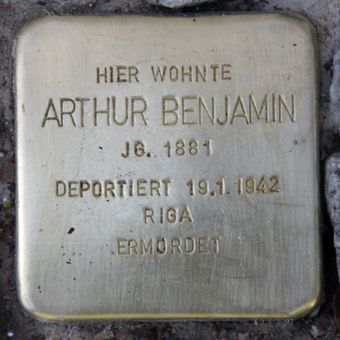 HIER WOHNTE
ARTHUR BENJAMIN
JG. 1881
DEPORTIERT 19.1.1942
RIGA
ERMORDET